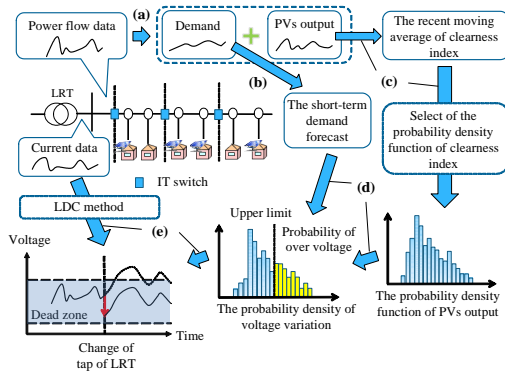 (a)
Power flow data
Demand
PVs output
The recent moving
average of clearness
index
(b)
(c)
LRT
The short-term
demand
forecast
Select of the
probability density
function of clearness
index
Current data
IT switch
(d)
LDC method
(e)
Upper limit
Probability of
over voltage
Voltage
Dead zone
Time
Change of
tap of LRT
The probability density of
voltage variation
The probability density
function of PVs output